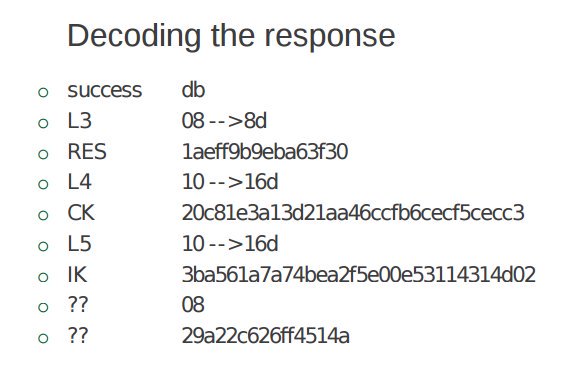 Decoding the response
success db
L3 08 -->8d
RES 1aeff9b9eba63f30
L4 10 -->16d
CK 20c81e3a13d21aa46ccfb6cecf5cecc3
L5 10 -->16d
IK 3ba561a7a74bea2f5e00e53114314d02
?? 08
?? 29a22c626ff4514a